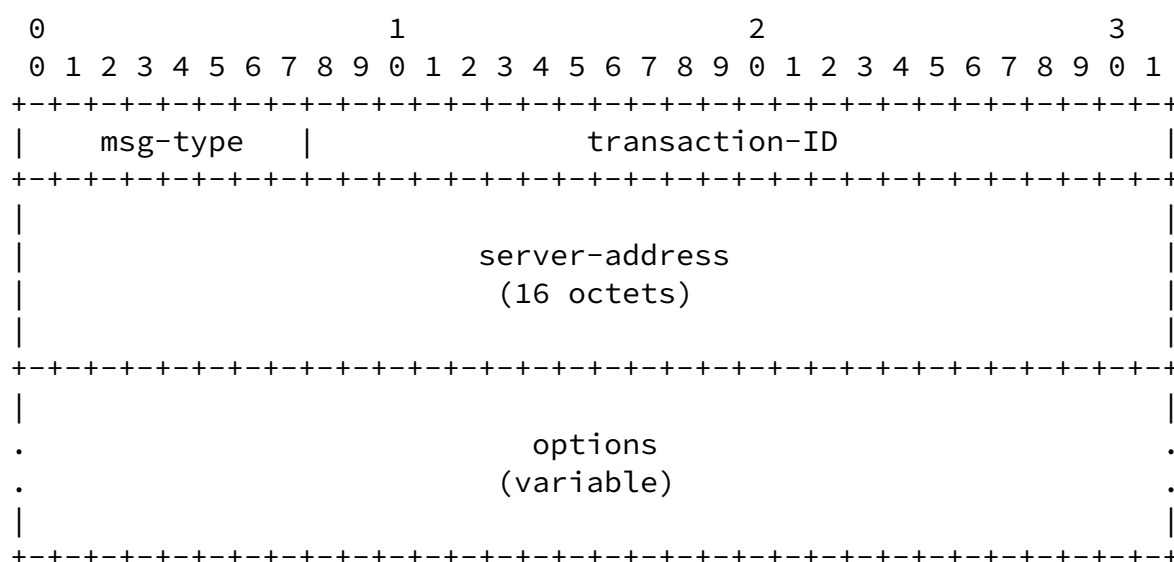 0                   1                   2                   3
 0 1 2 3 4 5 6 7 8 9 0 1 2 3 4 5 6 7 8 9 0 1 2 3 4 5 6 7 8 9 0 1
+-+-+-+-+-+-+-+-+-+-+-+-+-+-+-+-+-+-+-+-+-+-+-+-+-+-+-+-+-+-+-+-+
|    msg-type   |               transaction-ID                  |
+-+-+-+-+-+-+-+-+-+-+-+-+-+-+-+-+-+-+-+-+-+-+-+-+-+-+-+-+-+-+-+-+
|                                                               |
|                         server-address                        |
|                          (16 octets)                          |
|                                                               |
+-+-+-+-+-+-+-+-+-+-+-+-+-+-+-+-+-+-+-+-+-+-+-+-+-+-+-+-+-+-+-+-+
|                                                               |
.                            options                            .
.                          (variable)                           .
|                                                               |
+-+-+-+-+-+-+-+-+-+-+-+-+-+-+-+-+-+-+-+-+-+-+-+-+-+-+-+-+-+-+-+-+